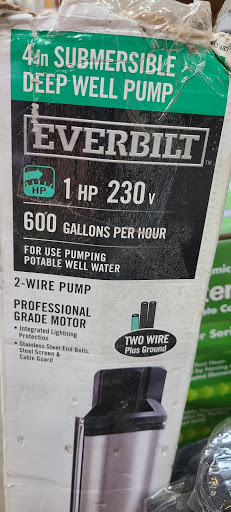 4in SUBMERSIBLE
DEEP WELL PUMP
EVERBILT
HP
1 HP 230 V
600 GALLONS PER HOUR
FOR USE PUMPING
POTABLE WELL WATER
2-WIRE PUMP
PROFESSIONAL
GRADE MOTOR
• Integrated Lightning
Protection
• Stainless Steel End Bells,
Steel Screen &
Cable Guard
TWO WIRE
Plus Ground